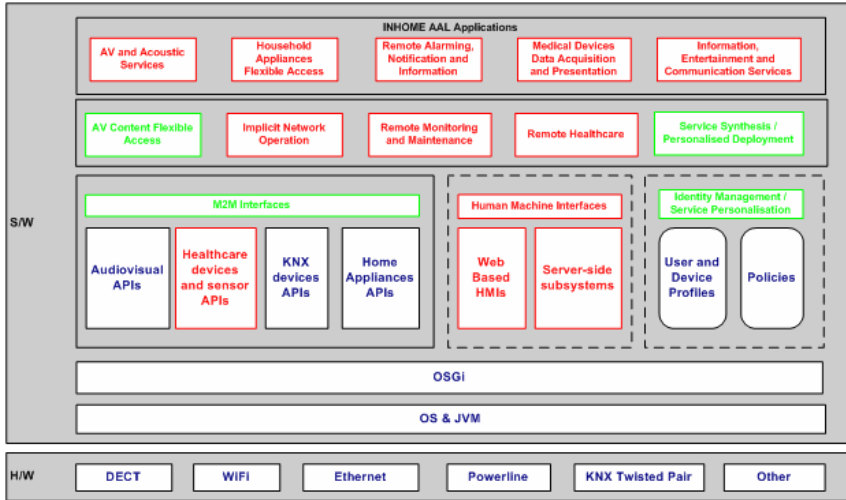 INHOME AAL Applications
AV and Acoustic
Services
Household
Appliances
Flexible Access
Remote Alarming,
Notification and
Information
Medical Devices
Data Acquisition
and Presentation
Information,
Entertainment and
Communication Services
AV Content Flexible
Access
Implicit Network
Operation
Remote Monitoring
and Maintenance
Remote Healthcare
Service Synthesis /
Personalised Deployment
S/W
M2M Interfaces
Audiovisual
APIs
Healthcare
devices
and sensor
APIs
KNX
devices
APIs
Home
Appliances
APIs
Human Machine Interfaces
Web
Based
HMIs
Server-side
subsystems
Identity Management /
Service Personalisation
User and
Device
Profiles
Policies
OSGi
OS & JVM
H/W
DECT
WiFi
Ethernet
Powerline
KNX Twisted Pair
Other